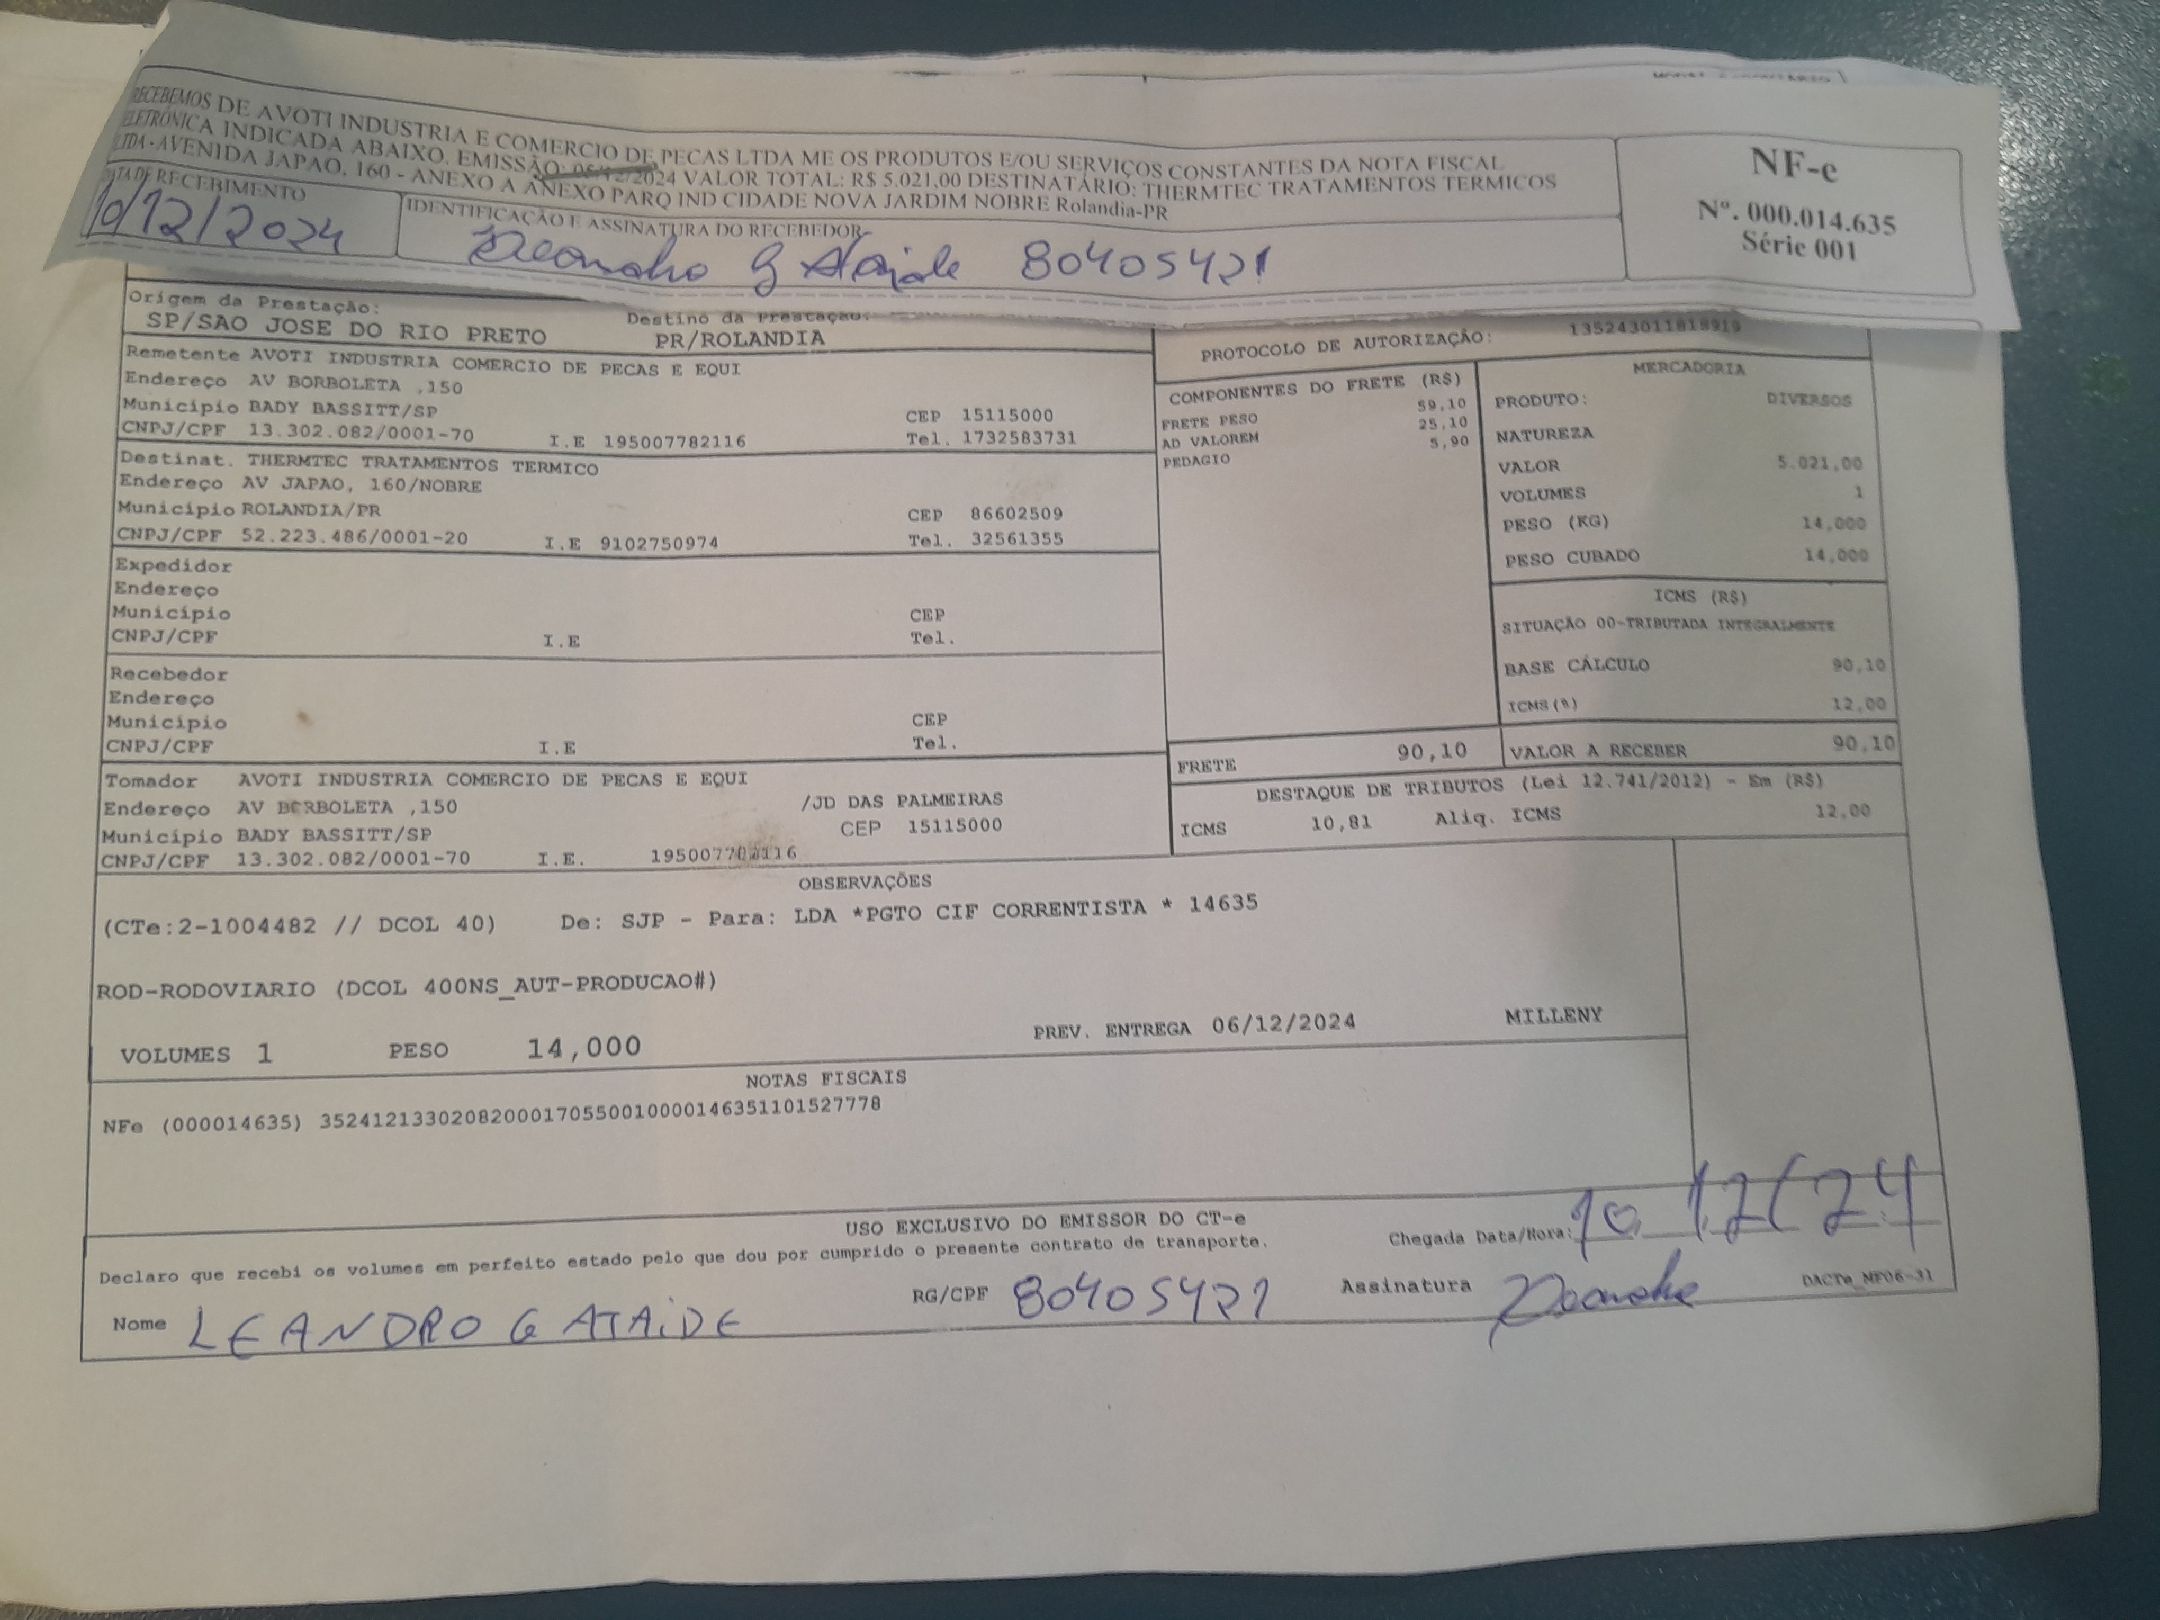 RECEBEMOS DE AVOTI INDUSTRIA E COMERCIO DE PECAS LTDA ME OS PRODUTOS E/OU SERVIÇOS CONSTANTES DA NOTA FISCAL
ELETRÔNICA INDICADA ABAIXO. EMISSÃO: 05/12/2024 VALOR TOTAL: R$ 5.021,00 DESTINATÁRIO: THERMTEC TRATAMENTOS TERMICOS
LTDA - AVENIDA JAPAO, 160 - ANEXO A ANEXO PARQ IND CIDADE NOVA JARDIM NOBRE Rolandia-PR
NF-e
Nº. 000.014.635
Série 001
DATA DE RECEBIMENTO
10/12/2024
IDENTIFICAÇÃO E ASSINATURA DO RECEBEDOR
Leandro G Ataide 80405421
Origem da Prestação:
SP/SAO JOSE DO RIO PRETO
Destino da Prestação:
PR/ROLANDIA
PROTOCOLO DE AUTORIZAÇÃO: 135243011818919
Remetente AVOTI INDUSTRIA COMERCIO DE PECAS E EQUI
Endereço AV BORBOLETA ,150
Município BADY BASSITT/SP CEP 15115000
CNPJ/CPF 13.302.082/0001-70 I.E 195007782116 Tel. 1732583731
Destinat. THERMTEC TRATAMENTOS TERMICO
Endereço AV JAPAO, 160/NOBRE
Município ROLANDIA/PR CEP 86602509
CNPJ/CPF 52.223.486/0001-20 I.E 9102750974 Tel. 32561355
Expedidor
Endereço
Município CEP
CNPJ/CPF I.E Tel.
Recebedor
Endereço
Município CEP
CNPJ/CPF I.E Tel.
Tomador AVOTI INDUSTRIA COMERCIO DE PECAS E EQUI
Endereço AV BORBOLETA ,150 /JD DAS PALMEIRAS
Município BADY BASSITT/SP CEP 15115000
CNPJ/CPF 13.302.082/0001-70 I.E. 195007782116
COMPONENTES DO FRETE (R$)
FRETE PESO 59,10
AD VALOREM 25,10
PEDAGIO 5,90
MERCADORIA
PRODUTO: DIVERSOS
NATUREZA
VALOR 5.021,00
VOLUMES 1
PESO (KG) 14,000
PESO CUBADO 14,000
ICMS (R$)
SITUAÇÃO 00-TRIBUTADA INTEGRALMENTE
BASE CÁLCULO 90,10
ICMS(%) 12,00
FRETE 90,10
VALOR A RECEBER 90,10
DESTAQUE DE TRIBUTOS (Lei 12.741/2012) - Em (R$)
ICMS 10,81 Aliq. ICMS 12,00
OBSERVAÇÕES
(CTe:2-1004482 // DCOL 40) De: SJP - Para: LDA *PGTO CIF CORRENTISTA * 14635
ROD-RODOVIARIO (DCOL 400NS_AUT-PRODUCAO#)
VOLUMES 1 PESO 14,000 PREV. ENTREGA 06/12/2024 MILLENY
NOTAS FISCAIS
NFe (000014635) 35241213302082000170550010000146351101527778
USO EXCLUSIVO DO EMISSOR DO CT-e
Declaro que recebi os volumes em perfeito estado pelo que dou por cumprido o presente contrato de transporte.
Chegada Data/Hora: 10 12/24
Nome LEANDRO G ATAIDE RG/CPF 80405421 Assinatura Leandro
DACTe_MF06-31